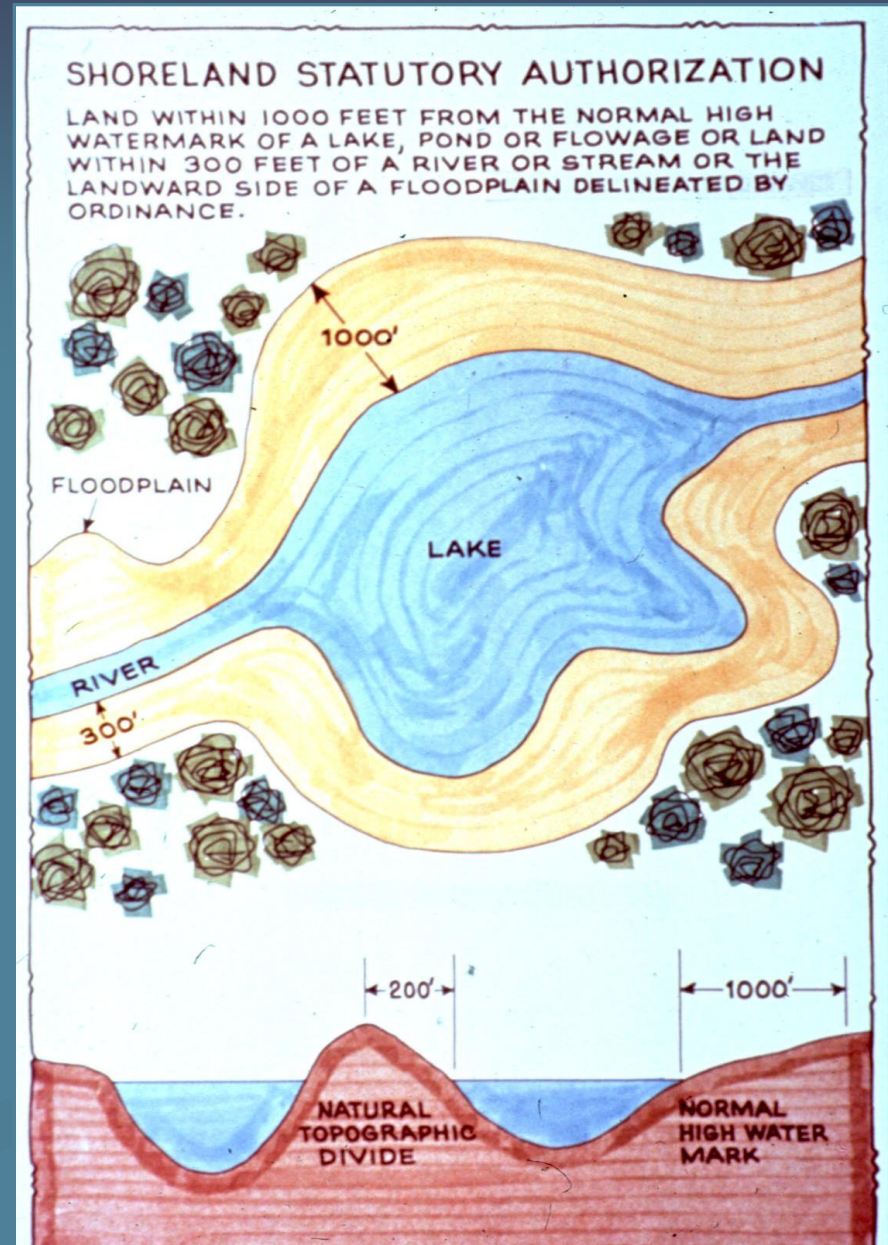 SHORELAND STATUTORY AUTHORIZATION
LAND WITHIN 1000 FEET FROM THE NORMAL HIGH
WATERMARK OF A LAKE, POND OR FLOWAGE OR LAND
WITHIN 300 FEET OF A RIVER OR STREAM OR THE
LANDWARD SIDE OF A FLOODPLAIN DELINEATED BY
ORDINANCE.
1000'
FLOODPLAIN
LAKE
RIVER
300'
200'
1000'
NATURAL
TOPOGRAPHIC
DIVIDE
NORMAL
HIGH WATER
MARK